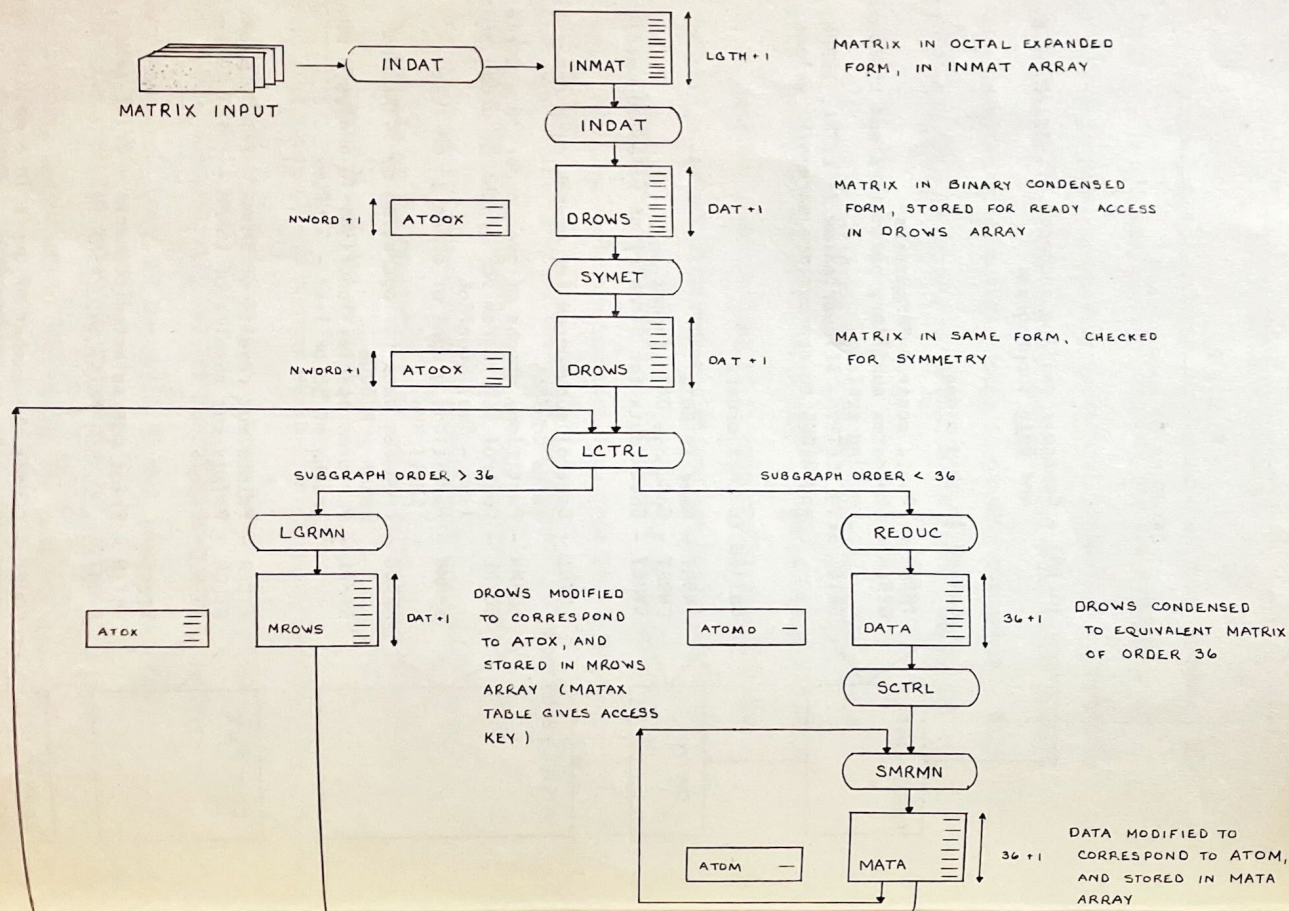 MATRIX INPUT
INDAT
INMAT
LGTH+1
MATRIX IN OCTAL EXPANDED
FORM, IN INMAT ARRAY
INDAT
NWORD+1
ATOOX
DROWS
DAT+1
MATRIX IN BINARY CONDENSED
FORM, STORED FOR READY ACCESS
IN DROWS ARRAY
SYMET
NWORD+1
ATOOX
DROWS
DAT+1
MATRIX IN SAME FORM, CHECKED
FOR SYMMETRY
LCTRL
SUBGRAPH ORDER > 36
SUBGRAPH ORDER < 36
LGRMN
REDUC
ATOX
MROWS
DAT+1
DROWS MODIFIED
TO CORRESPOND
TO ATOX, AND
STORED IN MROWS
ARRAY (MATAX
TABLE GIVES ACCESS
KEY)
ATOMO
DATA
36+1
DROWS CONDENSED
TO EQUIVALENT MATRIX
OF ORDER 36
SCTRL
SMRMN
ATOM
MATA
36+1
DATA MODIFIED TO
CORRESPOND TO ATOM,
AND STORED IN MATA
ARRAY